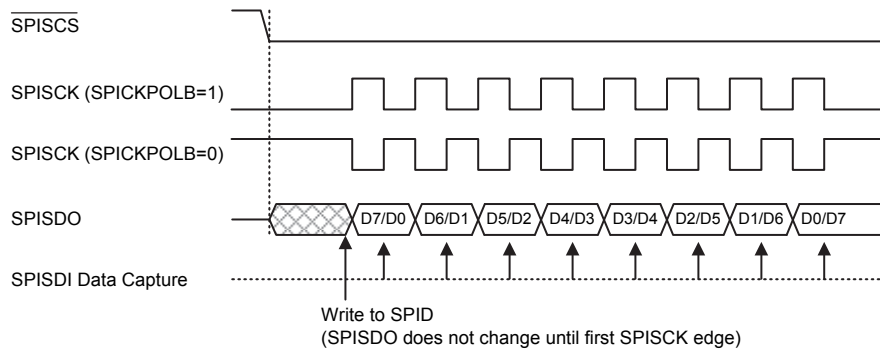 SPISCS
SPISCK (SPICKPOLB=1)
SPISCK (SPICKPOLB=0)
SPISDO
D7/D0 D6/D1 D5/D2 D4/D3 D3/D4 D2/D5 D1/D6 D0/D7
SPISDI Data Capture
Write to SPID
(SPISDO does not change until first SPISCK edge)